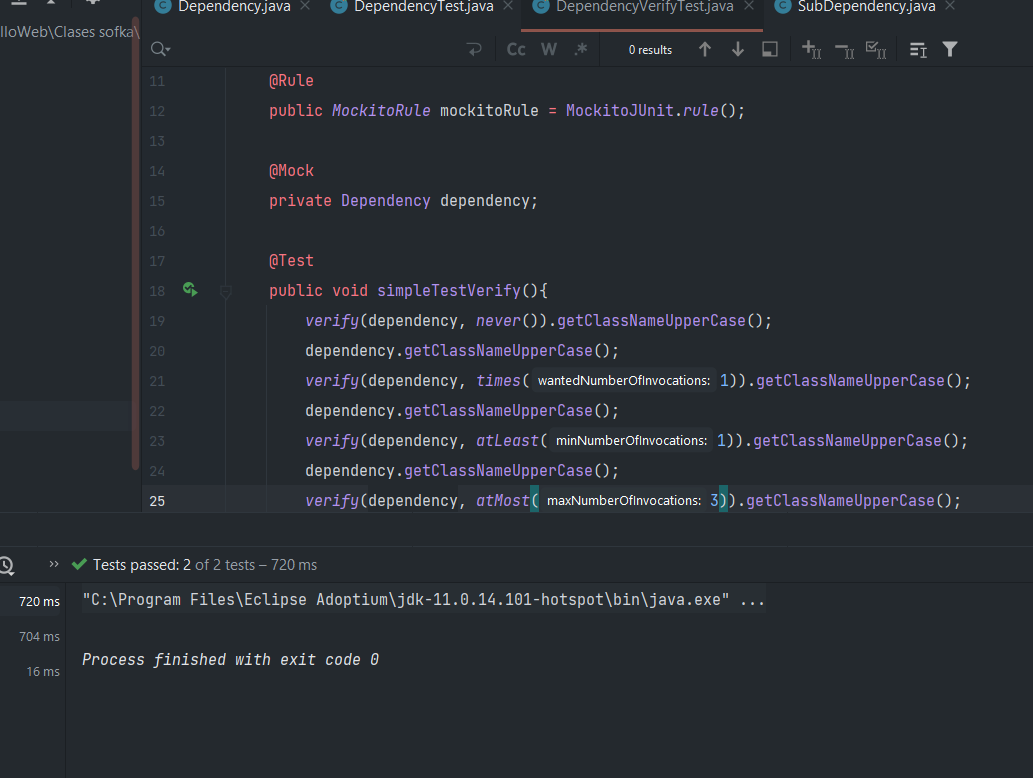 Dependency.java DependencyTest.java DependencyVerifyTest.java SubDependency.java
lloWeb\Clases sofka\
Cc W .* 0 results
11 @Rule
12 public MockitoRule mockitoRule = MockitoJUnit.rule();
13
14 @Mock
15 private Dependency dependency;
16
17 @Test
18 public void simpleTestVerify(){
19 verify(dependency, never()).getClassNameUpperCase();
20 dependency.getClassNameUpperCase();
21 verify(dependency, times( wantedNumberOfInvocations: 1)).getClassNameUpperCase();
22 dependency.getClassNameUpperCase();
23 verify(dependency, atLeast( minNumberOfInvocations: 1)).getClassNameUpperCase();
24 dependency.getClassNameUpperCase();
25 verify(dependency, atMost( maxNumberOfInvocations: 3)).getClassNameUpperCase();
Tests passed: 2 of 2 tests – 720 ms
720 ms "C:\Program Files\Eclipse Adoptium\jdk-11.0.14.101-hotspot\bin\java.exe" ...
704 ms
Process finished with exit code 0
16 ms